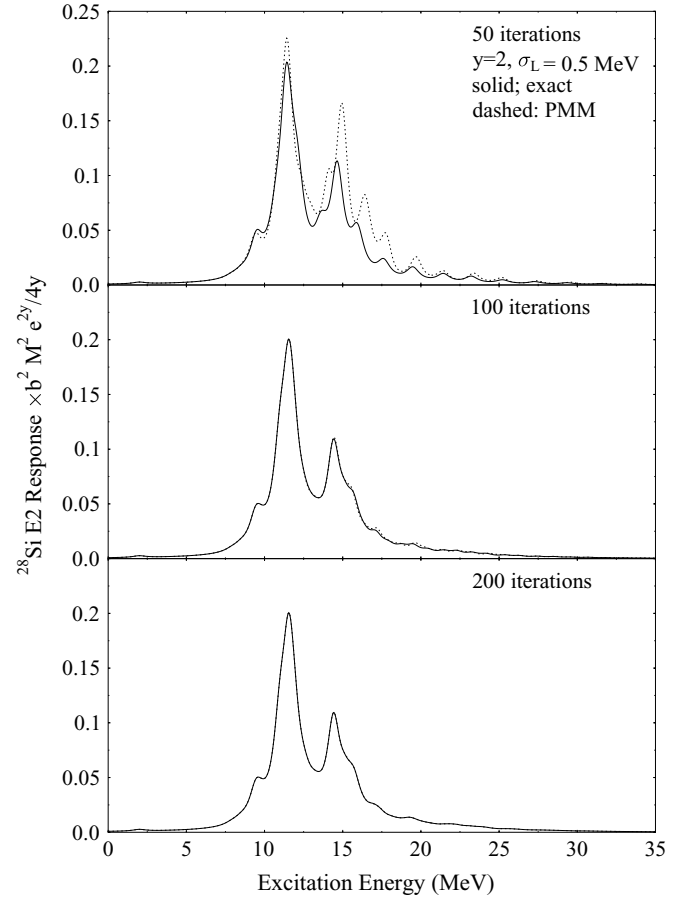 0.25
0.2
0.15
0.1
0.05
0.0
50 iterations
y=2, σ_L = 0.5 MeV
solid; exact
dashed: PMM
0.2
0.15
0.1
0.05
0.0
100 iterations
0.2
0.15
0.1
0.05
0.0
200 iterations
0 5 10 15 20 25 30 35
Excitation Energy (MeV)
²⁸Si E2 Response ×b² M² e²ʸ/4y